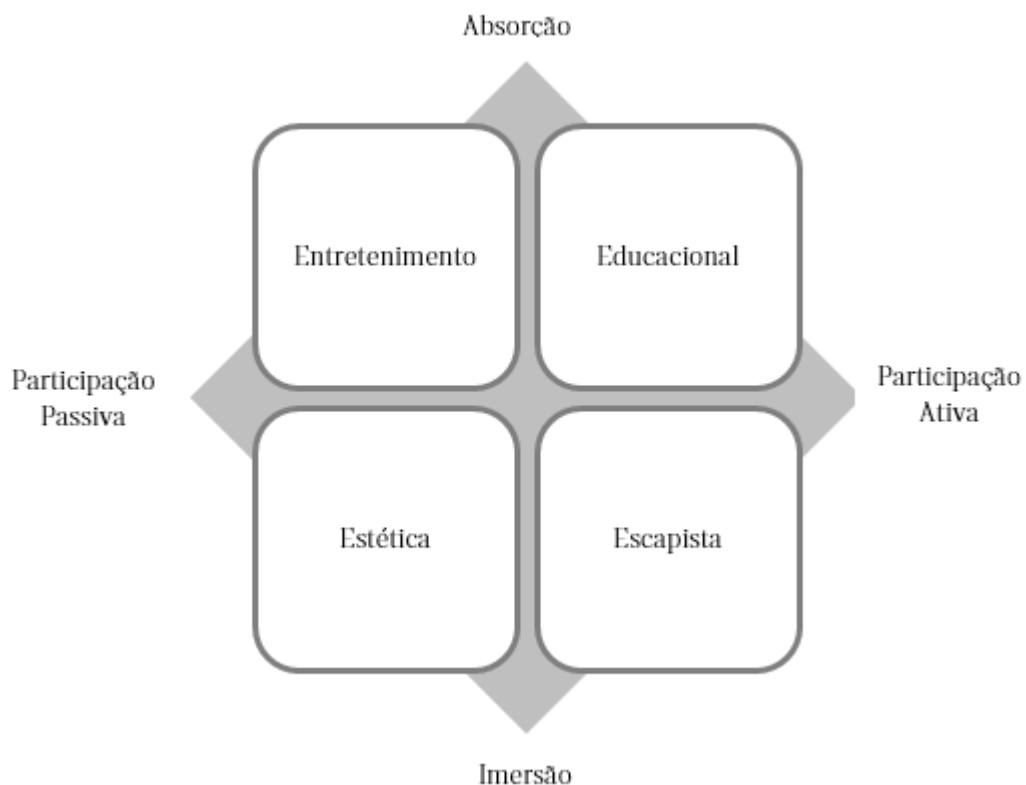 Absorção
Entretenimento
Educacional
Participação
Passiva
Participação
Ativa
Estética
Escapista
Imersão